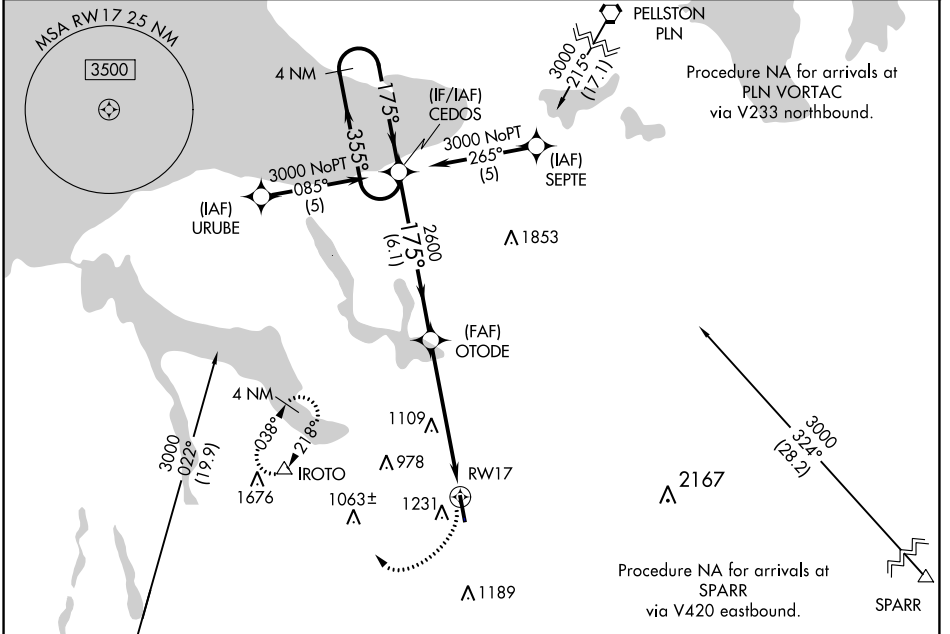 MSA RW17 25 NM
3500
PELLSTON
PLN
3000
215°
(17.1)
Procedure NA for arrivals at
PLN VORTAC
via V233 northbound.
4 NM
175°
355°
(IF/IAF)
CEDOS
3000 NoPT
265°
(5)
(IAF)
SEPTE
3000 NoPT
085°
(5)
(IAF)
URUBE
2600
175°
(6.1)
1853
(FAF)
OTODE
4 NM
038°
218°
IROTO
1676
3000
022°
(19.9)
1109
978
1063±
1231
RW17
1189
2167
3000
324°
(28.2)
Procedure NA for arrivals at
SPARR
via V420 eastbound.
SPARR